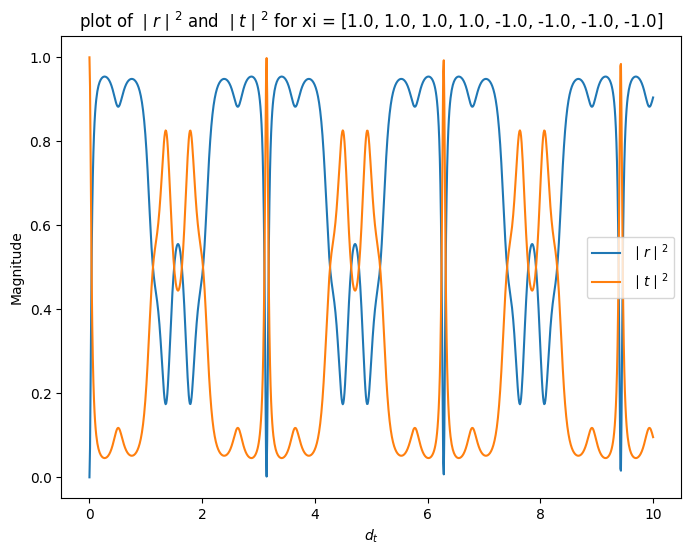 plot of | r |² and | t |² for xi = [1.0, 1.0, 1.0, 1.0, -1.0, -1.0, -1.0, -1.0]
1.0
0.8
0.6
0.4
0.2
0.0
Magnitude
| r |²
| t |²
0 2 4 6 8 10
dₜ